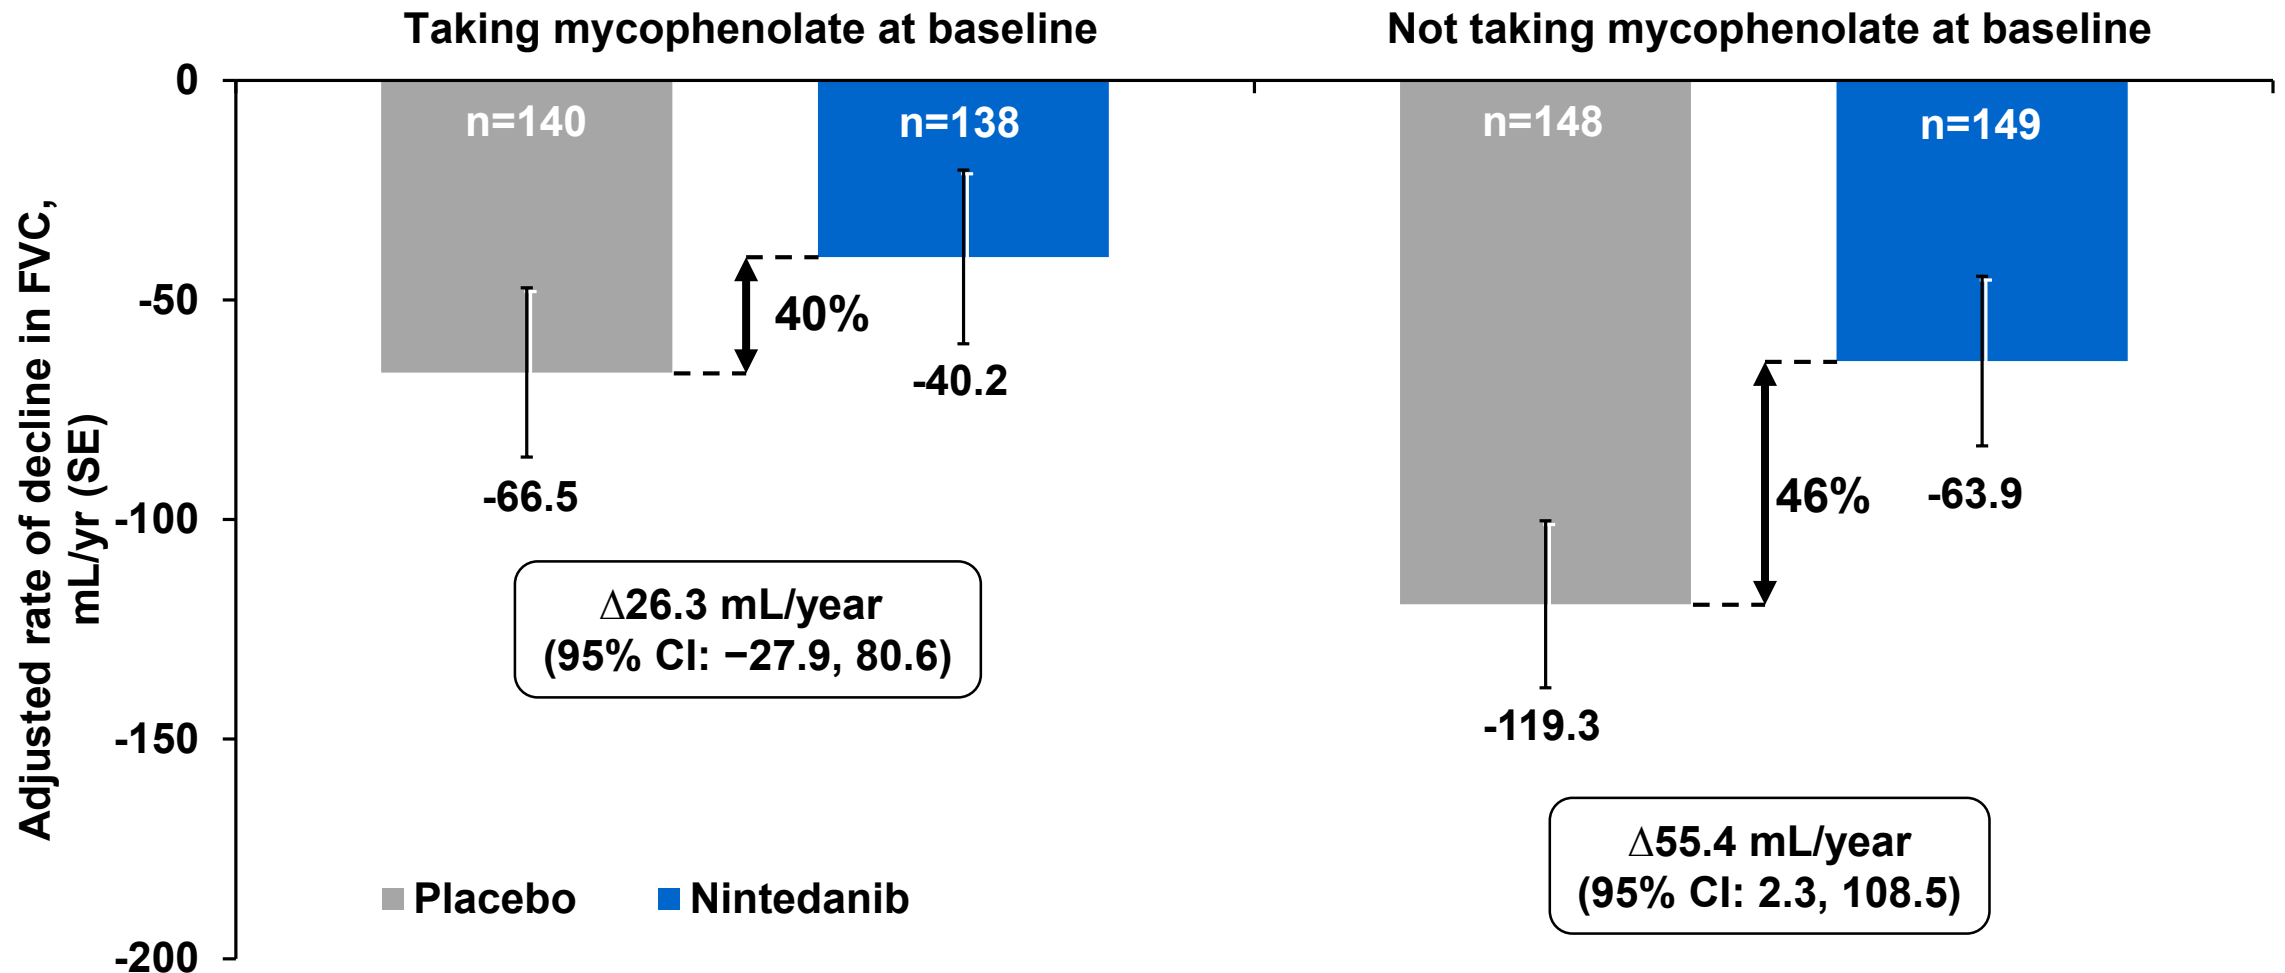 Taking mycophenolate at baseline
Not taking mycophenolate at baseline
Adjusted rate of decline in FVC,
mL/yr (SE)
0
-50
-100
-150
-200
n=140
n=138
n=148
n=149
40%
46%
-66.5
-40.2
-119.3
-63.9
∆26.3 mL/year
(95% CI: −27.9, 80.6)
∆55.4 mL/year
(95% CI: 2.3, 108.5)
Placebo
Nintedanib